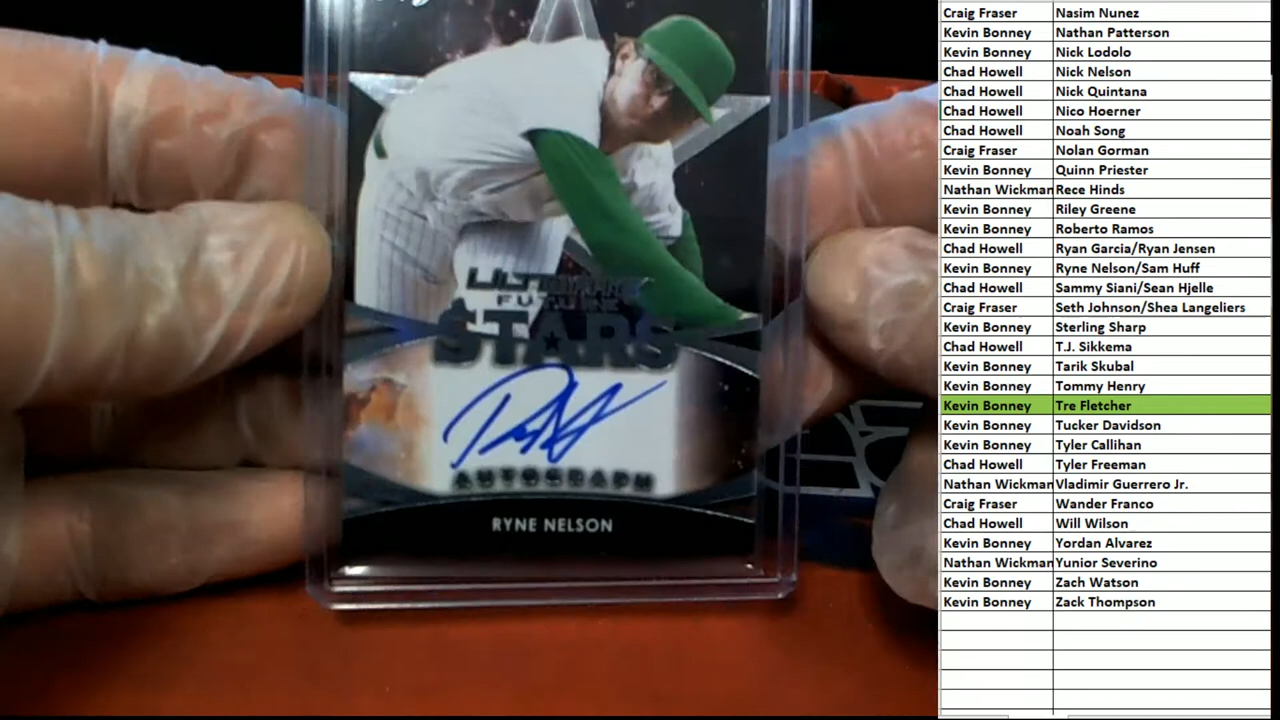 ULTIMATE
FUTURE
STARS
AUTOGRAPH
RYNE NELSON
Craig Fraser Nasim Nunez
Kevin Bonney Nathan Patterson
Kevin Bonney Nick Lodolo
Chad Howell Nick Nelson
Chad Howell Nick Quintana
Chad Howell Nico Hoerner
Chad Howell Noah Song
Craig Fraser Nolan Gorman
Kevin Bonney Quinn Priester
Nathan Wickman Rece Hinds
Kevin Bonney Riley Greene
Kevin Bonney Roberto Ramos
Chad Howell Ryan Garcia/Ryan Jensen
Kevin Bonney Ryne Nelson/Sam Huff
Chad Howell Sammy Siani/Sean Hjelle
Craig Fraser Seth Johnson/Shea Langeliers
Kevin Bonney Sterling Sharp
Chad Howell T.J. Sikkema
Kevin Bonney Tarik Skubal
Kevin Bonney Tommy Henry
Kevin Bonney Tre Fletcher
Kevin Bonney Tucker Davidson
Kevin Bonney Tyler Callihan
Chad Howell Tyler Freeman
Nathan Wickman Vladimir Guerrero Jr.
Craig Fraser Wander Franco
Chad Howell Will Wilson
Kevin Bonney Yordan Alvarez
Nathan Wickman Yunior Severino
Kevin Bonney Zach Watson
Kevin Bonney Zack Thompson